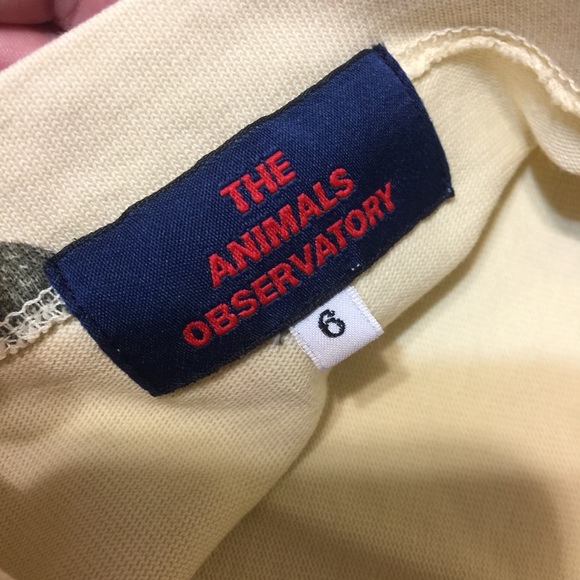 THE
ANIMALS
OBSERVATORY
6